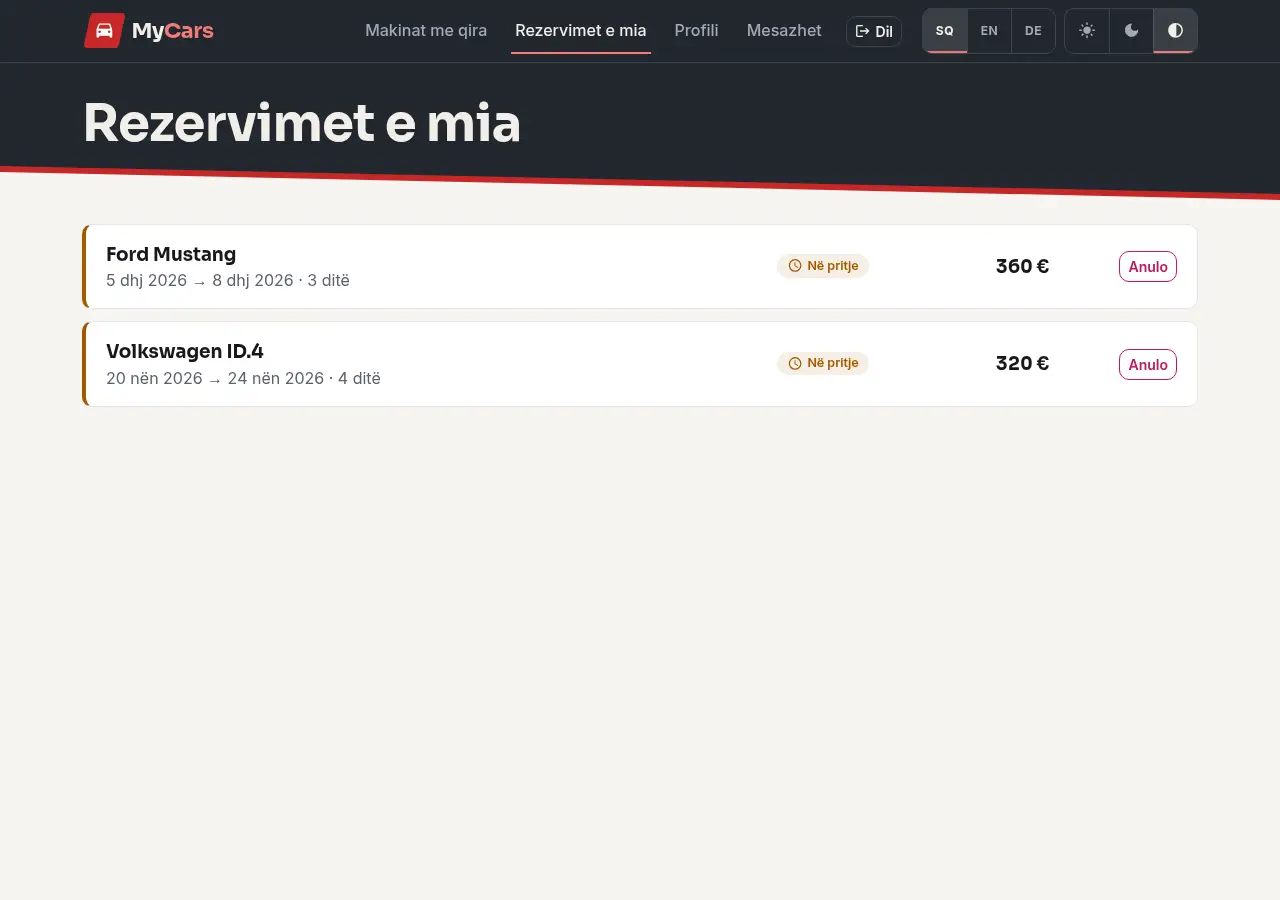 MyCars
Makinat me qira
Rezervimet e mia
Profili
Mesazhet
Dil
SQ
EN
DE
Rezervimet e mia
Ford Mustang
5 dhj 2026 → 8 dhj 2026 · 3 ditë
Në pritje
360 €
Anulo
Volkswagen ID.4
20 nën 2026 → 24 nën 2026 · 4 ditë
Në pritje
320 €
Anulo